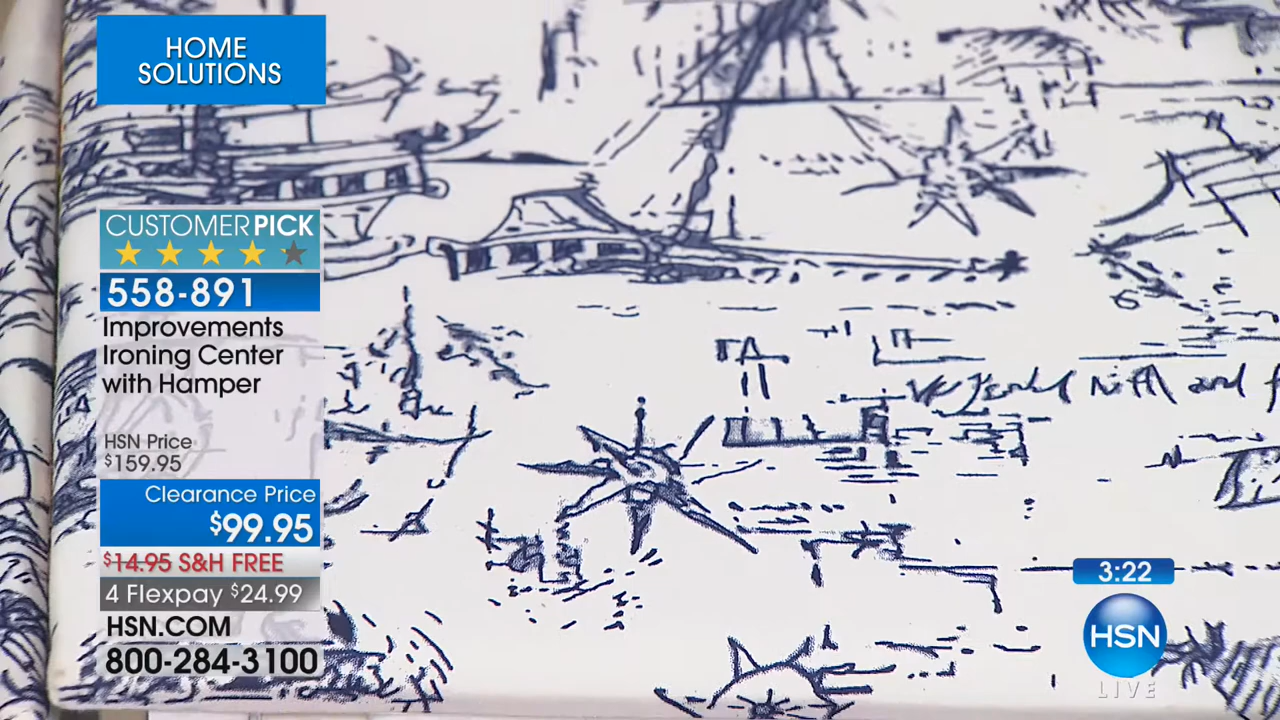 HOME
SOLUTIONS
CUSTOMER PICK
558-891
Improvements
Ironing Center
with Hamper
HSN Price
$159.95
Clearance Price
$99.95
$14.95 S&H FREE
4 Flexpay $24.99
HSN.COM
800-284-3100
and
3:22
HSN
LIVE